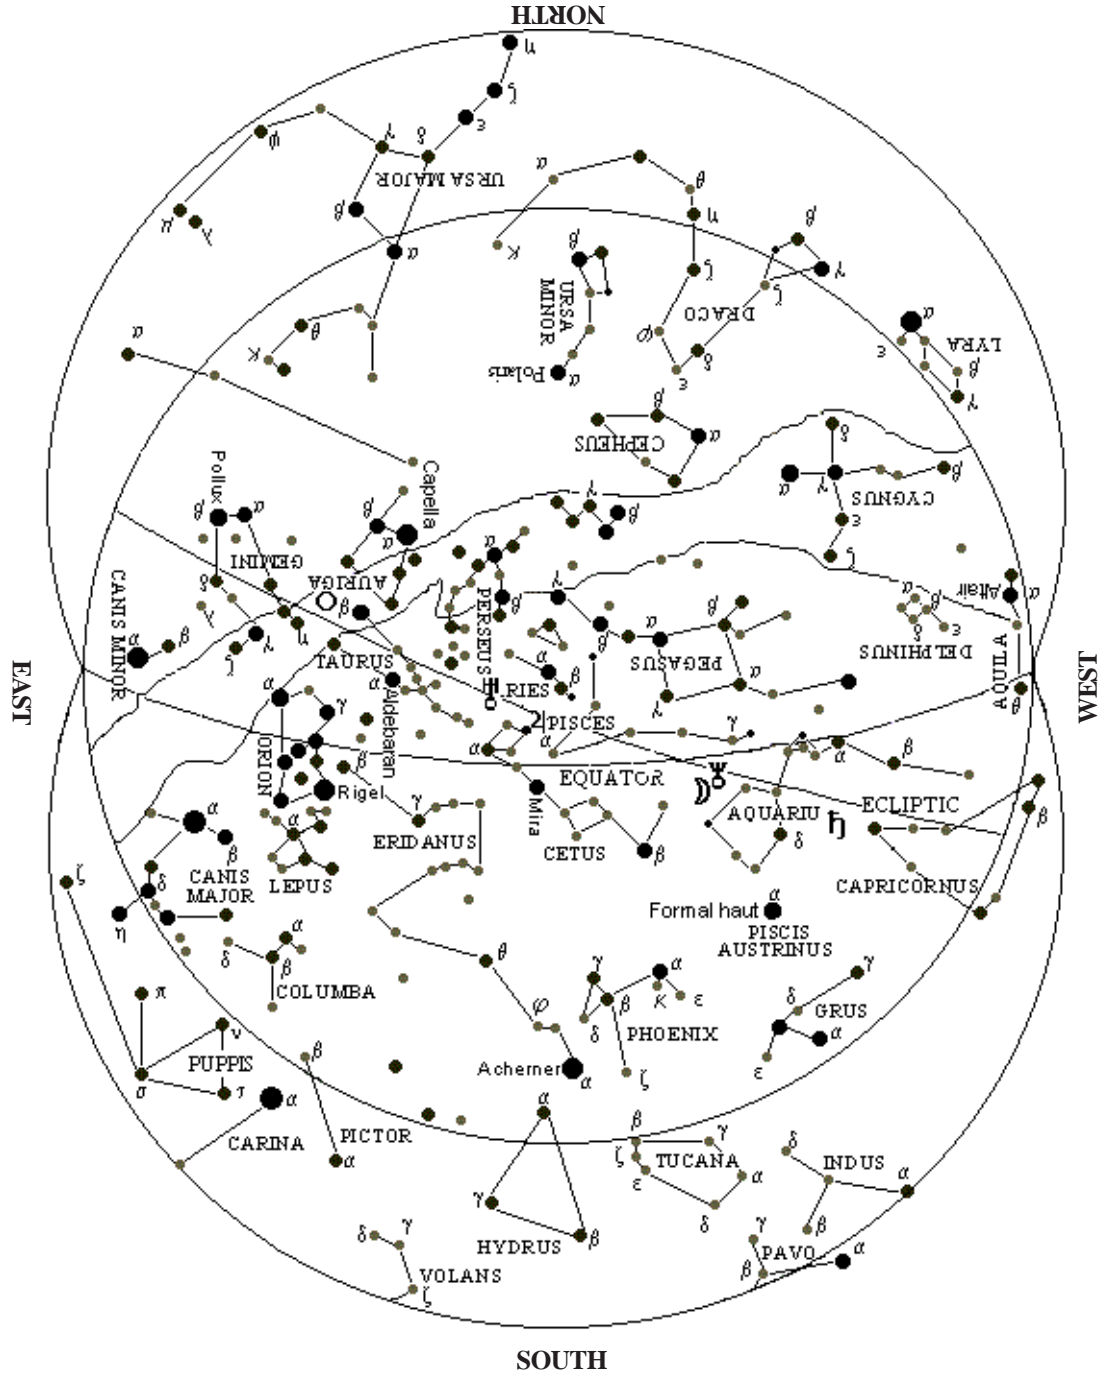 NORTH
η
ζ
ε
δ
γ
φ
URSA MAJOR
β
α
μ
λ
α
θ
η
κ
ζ
β
URSA
MINOR
β
γ
ζ
DRACO
φ
δ
ε
Polaris
α
θ
κ
α
α
ε
LYRA
β
γ
β
CEPHEUS
α
δ
α
γ
CYGNUS
β
ε
ζ
Pollux
β
α
GEMINI
δ
λ
γ
ζ
η
Capella
β
α
AURIGA
β
γ
β
α
PERSEUS
β
γ
β
PEGASUS
β
α
γ
α
β
δ
ε
DELPHINUS
Altair
α
AQUILA
θ
CANIS MINOR
α
β
EAST
WEST
TAURUS
α
Aldebaran
α
γ
ORION
β
Rigel
α
RIES
PISCES
α
γ
α
EQUATOR
ECLIPTIC
Mira
CETUS
β
AQUARIU
δ
α
β
β
CAPRICORNUS
α
β
CANIS
MAJOR
δ
η
ζ
α
LEPUS
γ
ERIDANUS
θ
φ
α
Formal haut
PISCIS
AUSTRINUS
δ
α
β
COLUMBA
π
ν
PUPPIS
σ
τ
γ
α
β
κ
ε
δ
PHOENIX
ζ
γ
δ
GRUS
α
ε
Acherner
α
β
PICTOR
α
α
CARINA
α
γ
HYDRUS
β
β
γ
ζ
TUCANA
ε
α
δ
δ
INDUS
α
β
γ
PAVO
α
β
δ
γ
VOLANS
ζ
SOUTH